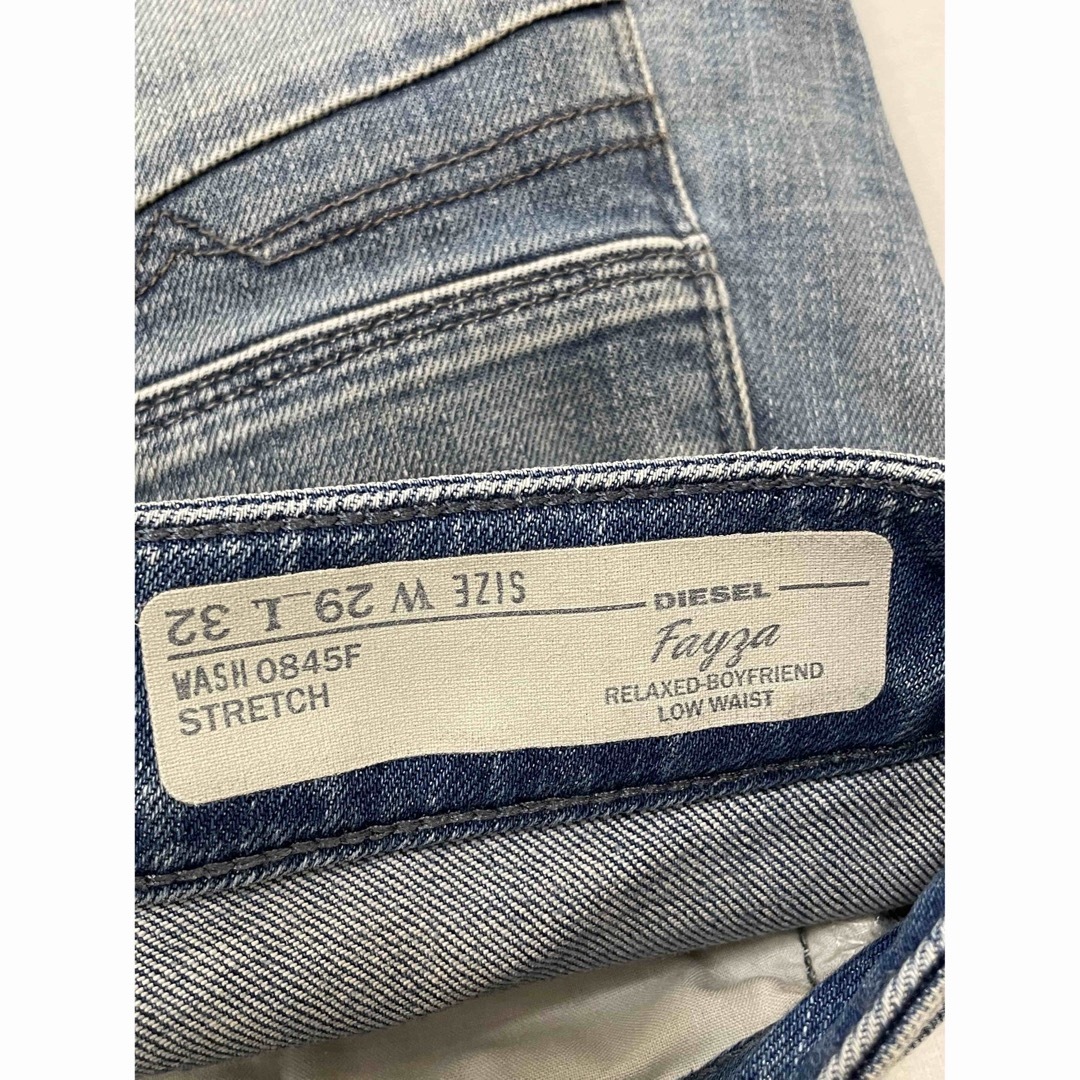 SIZE W 29 L 32
WASH 0845F
STRETCH
DIESEL
Fayza
RELAXED-BOYFRIEND
LOW WAIST